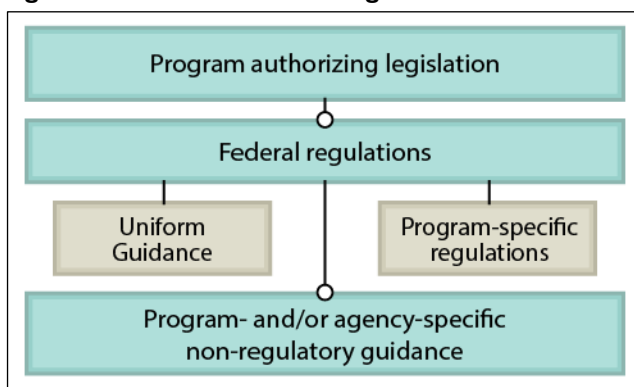 Program authorizing legislation
Federal regulations
Uniform
Guidance
Program-specific
regulations
Program- and/or agency-specific
non-regulatory guidance